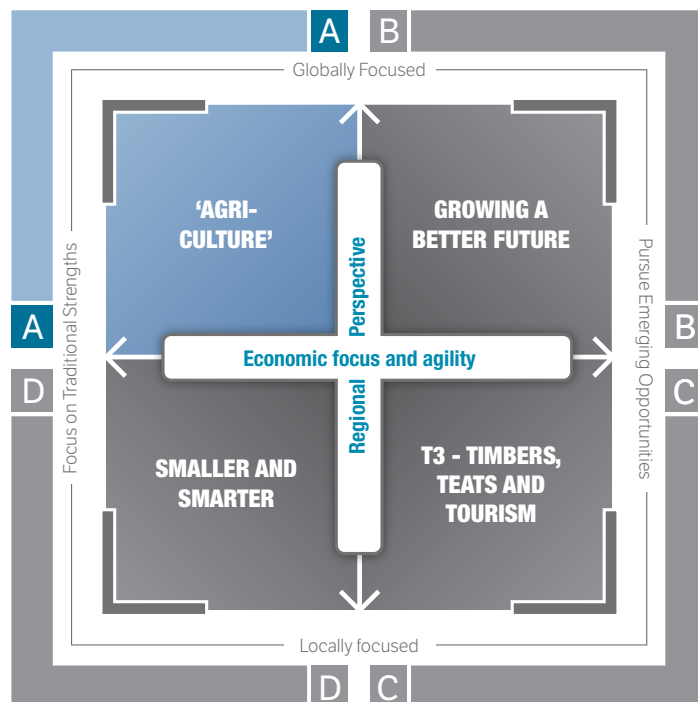 A B
Globally Focused
‘AGRI-
CULTURE’
GROWING A
BETTER FUTURE
Focus on Traditional Strengths
Pursue Emerging Opportunities
Regional Perspective
A
B
Economic focus and agility
D
C
SMALLER AND
SMARTER
T3 - TIMBERS,
TEATS AND
TOURISM
Locally focused
D C